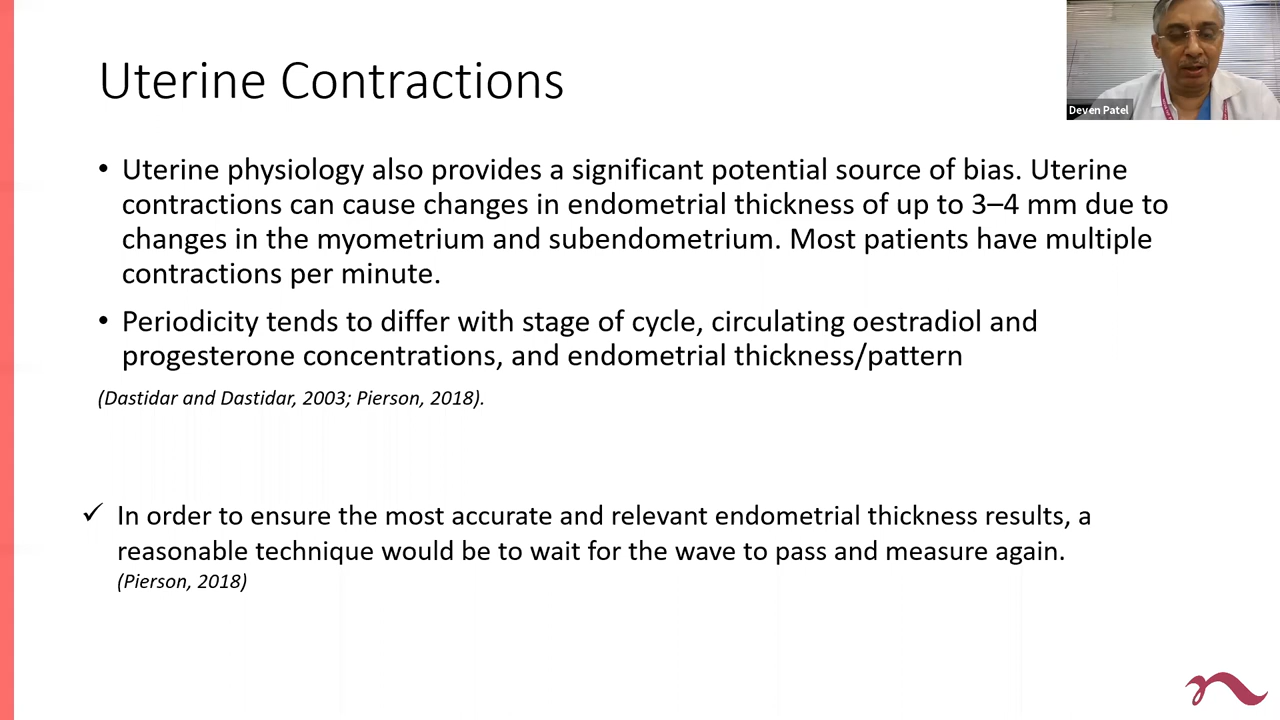 Uterine Contractions
Deven Patel
• Uterine physiology also provides a significant potential source of bias. Uterine
contractions can cause changes in endometrial thickness of up to 3–4 mm due to
changes in the myometrium and subendometrium. Most patients have multiple
contractions per minute.
• Periodicity tends to differ with stage of cycle, circulating oestradiol and
progesterone concentrations, and endometrial thickness/pattern
(Dastidar and Dastidar, 2003; Pierson, 2018).
✓ In order to ensure the most accurate and relevant endometrial thickness results, a
reasonable technique would be to wait for the wave to pass and measure again.
(Pierson, 2018)